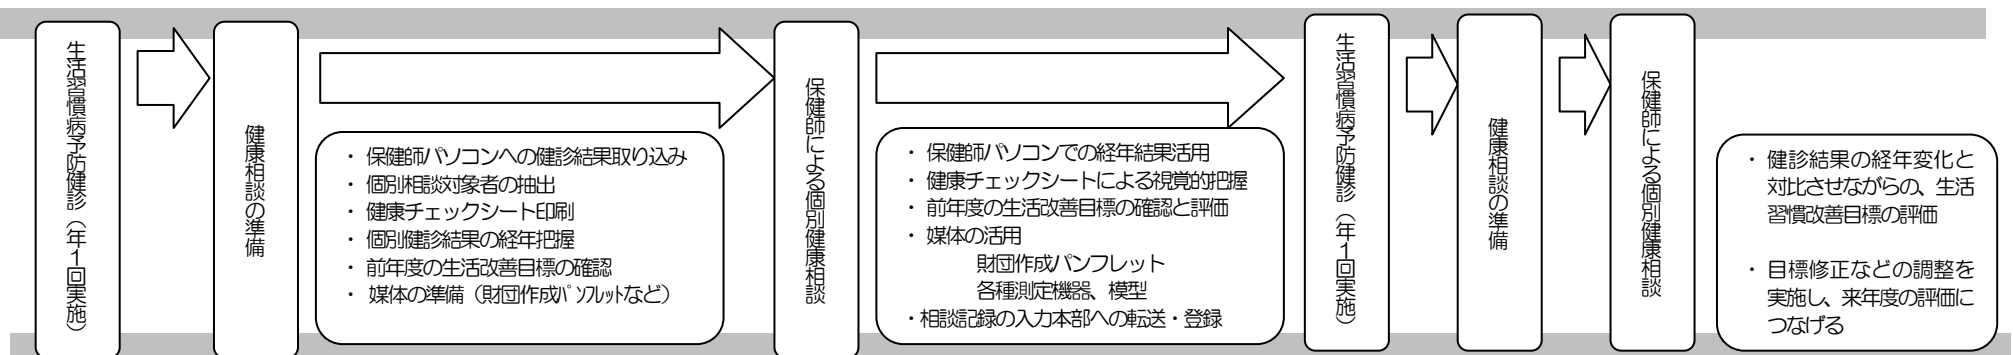 生活習慣病予防健診（年１回実施）
健康相談の準備
・ 保健師パソコンへの健診結果取り込み
・ 個別相談対象者の抽出
・ 健康チェックシート印刷
・ 個別健診結果の経年把握
・ 前年度の生活改善目標の確認
・ 媒体の準備（財団作成ﾊﾟﾝﾌﾚｯﾄなど）
保健師による個別健康相談
・ 保健師パソコンでの経年結果活用
・ 健康チェックシートによる視覚的把握
・ 前年度の生活改善目標の確認と評価
・ 媒体の活用
財団作成パンフレット
各種測定機器、模型
・相談記録の入力本部への転送・登録
生活習慣病予防健診（年１回実施）
健康相談の準備
保健師による個別健康相談
・ 健診結果の経年変化と
対比させながらの、生活
習慣改善目標の評価
・ 目標修正などの調整を
実施し、来年度の評価に
つなげる